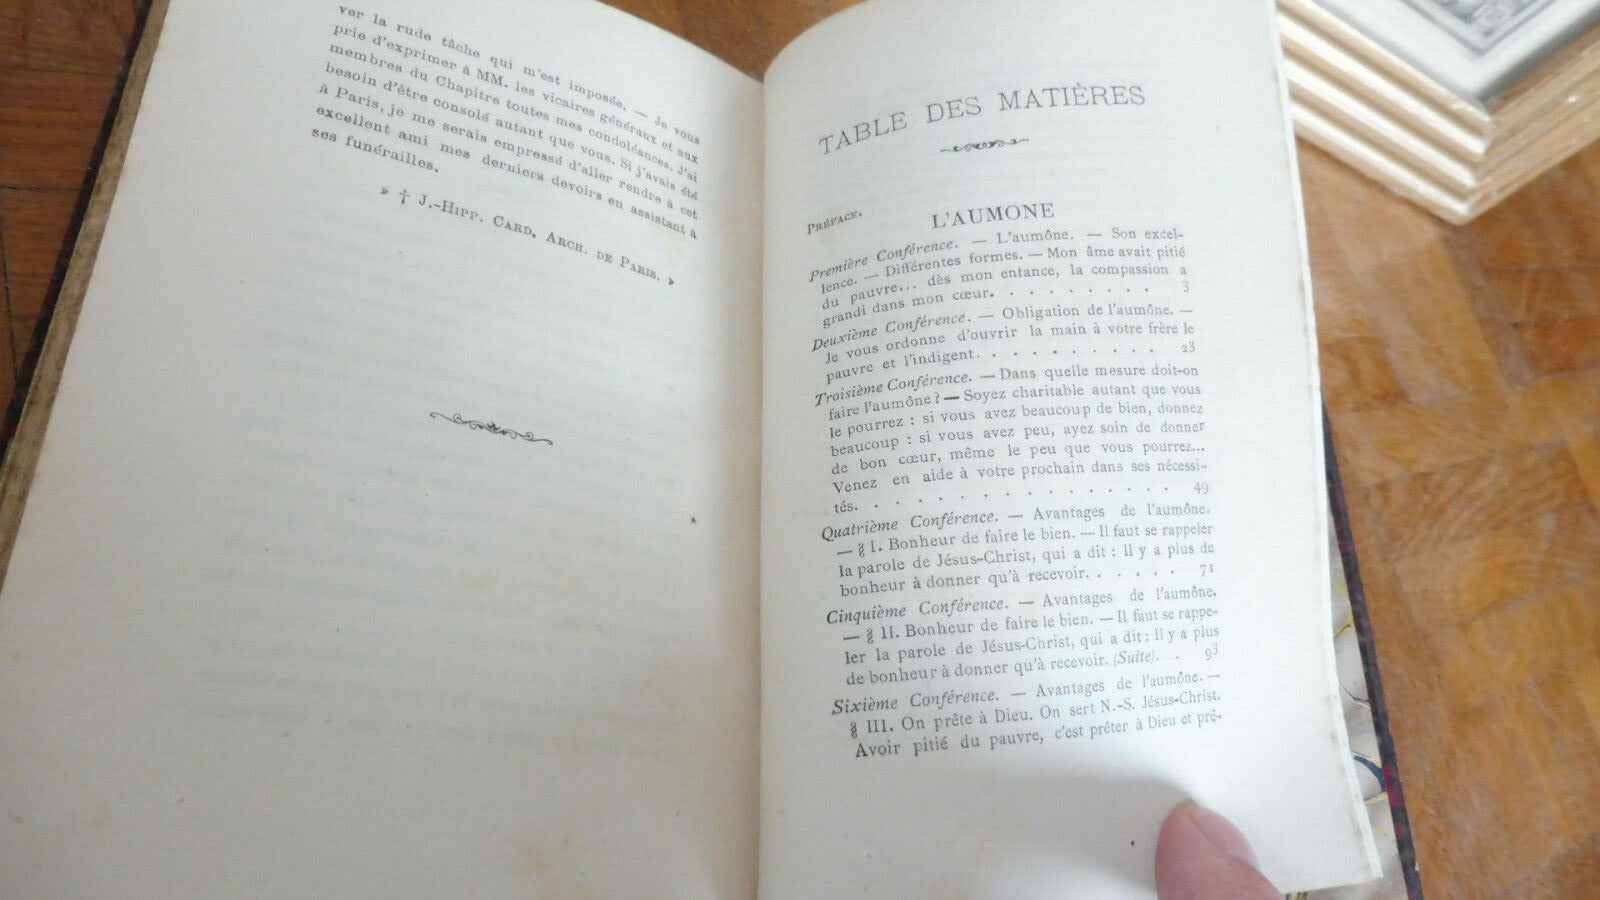 ver la rude tâche qui m'est imposée. — Je vous
prie d'exprimer à MM. les vicaires généraux et aux
membres du Chapitre toutes mes condoléances. J'ai
besoin d'être consolé autant que vous. Si j'avais été
à Paris, je me serais empressé d'aller rendre à cet
excellent ami mes derniers devoirs en assistant à
ses funérailles.
» † J.-HIPP. CARD. ARCH. DE PARIS. »
TABLE DES MATIÈRES
PRÉFACE.
L'AUMONE
Première Conférence. — L'aumône. — Son excel-
lence. — Différentes formes. — Mon âme avait pitié
du pauvre... dès mon enfance, la compassion a
grandi dans mon cœur. . . . . . . . . 3
Deuxième Conférence. — Obligation de l'aumône. —
Je vous ordonne d'ouvrir la main à votre frère le
pauvre et l'indigent. . . . . . . . . . 23
Troisième Conférence. — Dans quelle mesure doit-on
faire l'aumône? — Soyez charitable autant que vous
le pourrez : si vous avez beaucoup de bien, donnez
beaucoup : si vous avez peu, ayez soin de donner
de bon cœur, même le peu que vous pourrez...
Venez en aide à votre prochain dans ses nécessi-
tés. . . . . . . . . . . . . . . 49
Quatrième Conférence. — Avantages de l'aumône.
— § I. Bonheur de faire le bien. — Il faut se rappeler
la parole de Jésus-Christ, qui a dit : Il y a plus de
bonheur à donner qu'à recevoir. . . . . . 71
Cinquième Conférence. — Avantages de l'aumône.
— § II. Bonheur de faire le bien. — Il faut se rappe-
ler la parole de Jésus-Christ, qui a dit : Il y a plus
de bonheur à donner qu'à recevoir. (Suite). . 93
Sixième Conférence. — Avantages de l'aumône. —
§ III. On prête à Dieu. On sert N.-S. Jésus-Christ.
Avoir pitié du pauvre, c'est prêter à Dieu et prê-